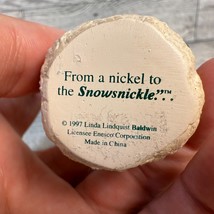 From a nickel to
the Snowsnickle."™..
© 1997 Linda Lindquist Baldwin
Licensee Enesco Corporation
Made in China